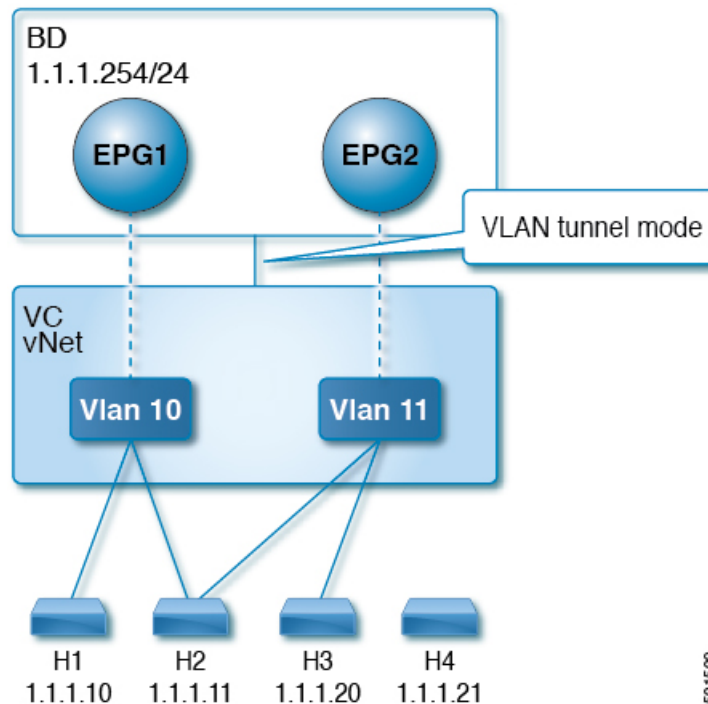 BD
1.1.1.254/24
EPG1
EPG2
VLAN tunnel mode
VC
vNet
Vlan 10
Vlan 11
H1
1.1.1.10
H2
1.1.1.11
H3
1.1.1.20
H4
1.1.1.21